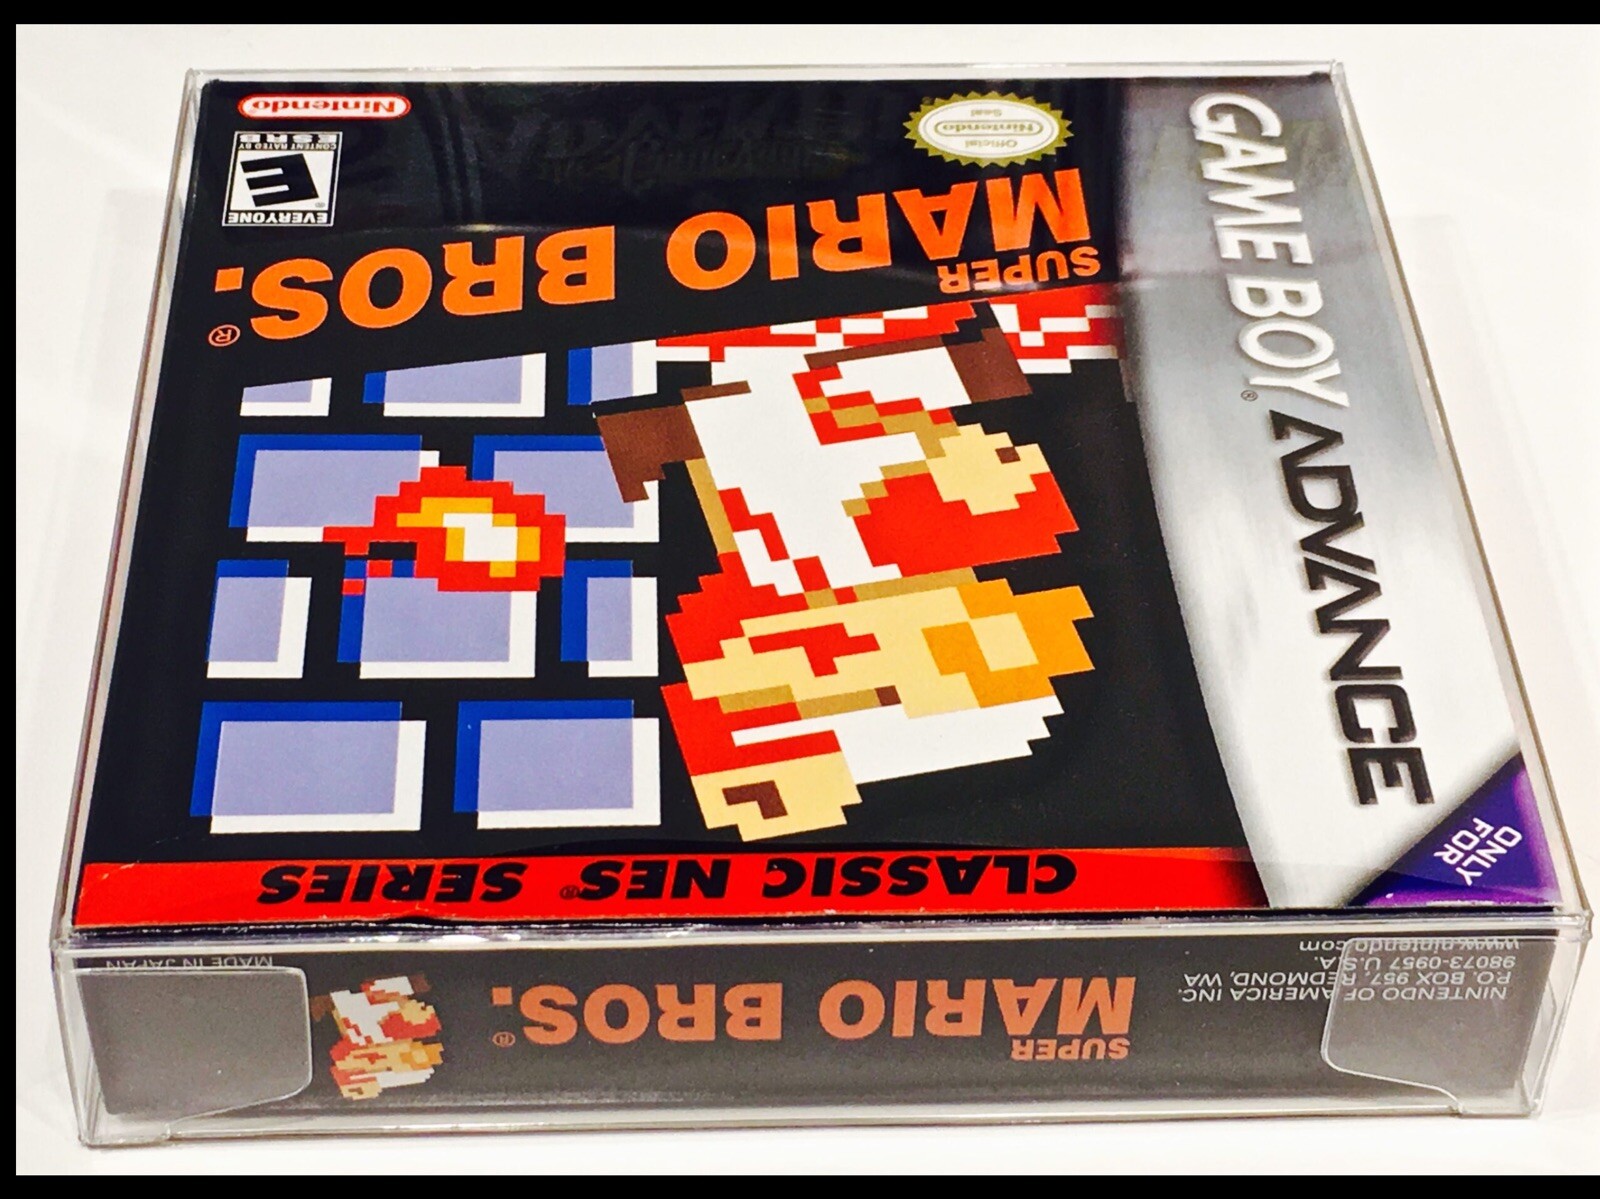 GAME BOY ADVANCE
ONLY
FOR
CLASSIC NES® SERIES
SUPER
MARIO BROS.®
Official
Nintendo
Seal
EVERYONE
E
CONTENT RATED BY
ESRB
Nintendo
SUPER
MARIO BROS.®
NINTENDO OF AMERICA INC.
P.O. BOX 957, REDMOND, WA
98073-0957 U.S.A.
www.nintendo.com
MADE IN JAPAN